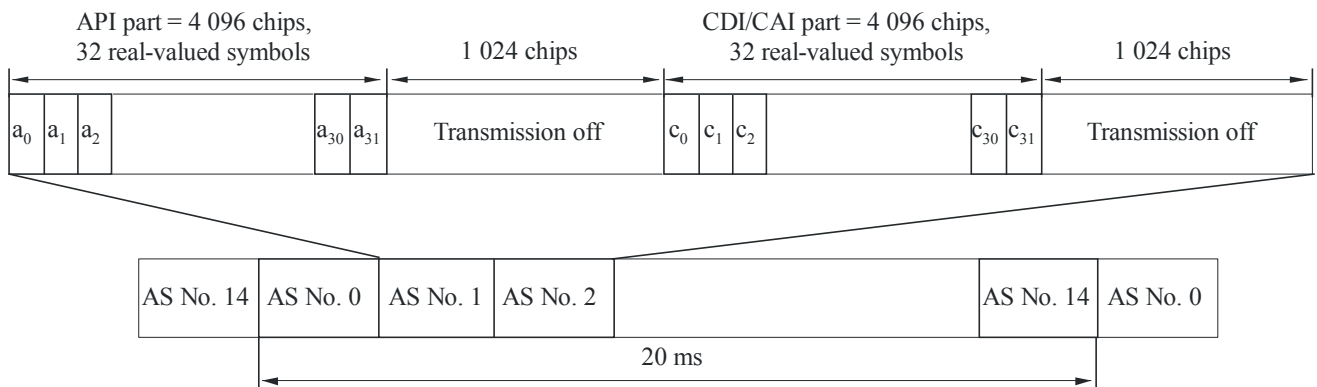 API part = 4 096 chips,
32 real-valued symbols
1 024 chips
CDI/CAI part = 4 096 chips,
32 real-valued symbols
1 024 chips
a0 a1 a2 a30 a31 Transmission off c0 c1 c2 c30 c31 Transmission off
AS No. 14 AS No. 0 AS No. 1 AS No. 2 AS No. 14 AS No. 0
20 ms